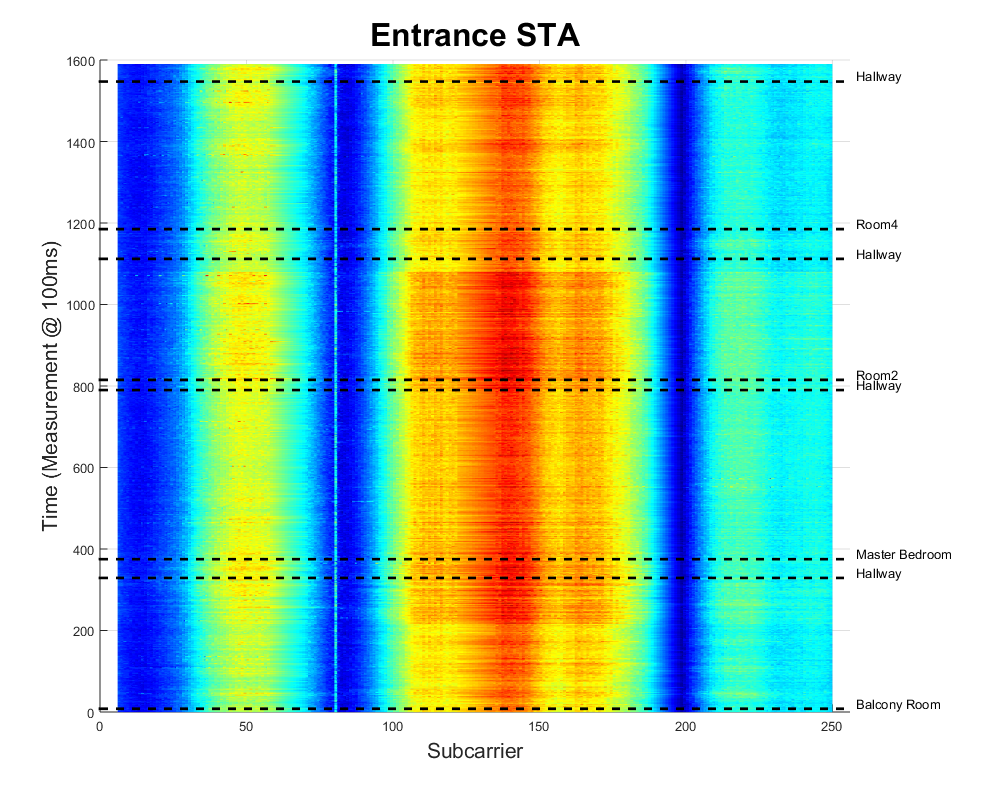 Entrance STA
1600
Hallway
1400
1200
Room4
Hallway
1000
Room2
800
Hallway
600
400
Master Bedroom
Hallway
200
Balcony Room
0
0 50 100 150 200 250
Subcarrier
Time (Measurement @ 100ms)